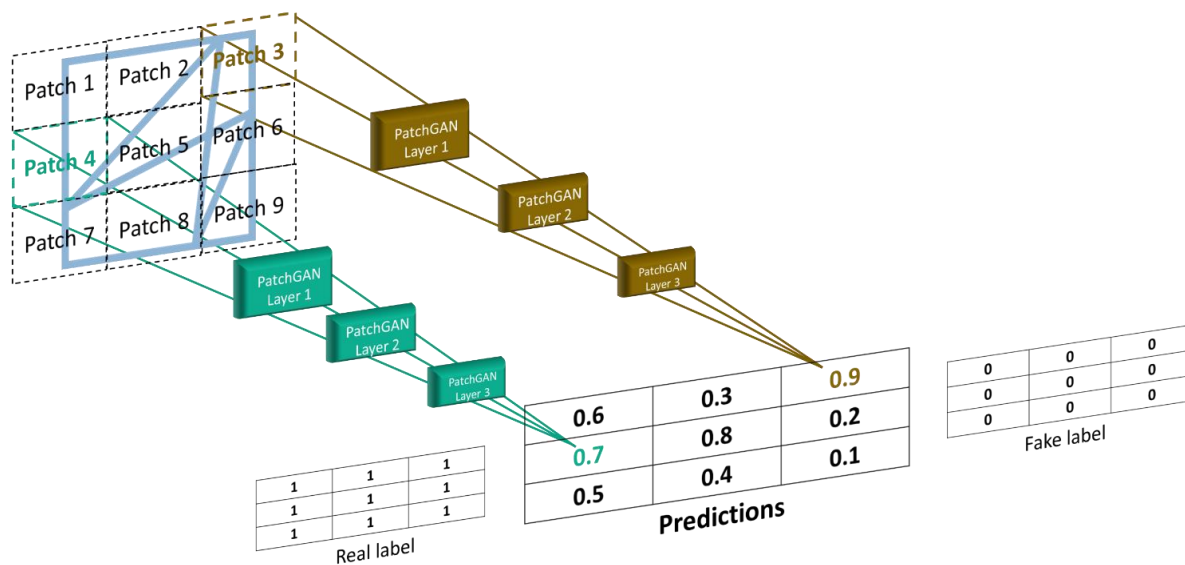 Patch 1
Patch 2
Patch 3
Patch 4
Patch 5
Patch 6
Patch 7
Patch 8
Patch 9
PatchGAN
Layer 1
PatchGAN
Layer 2
PatchGAN
Layer 3
PatchGAN
Layer 1
PatchGAN
Layer 2
PatchGAN
Layer 3
0.6 0.3 0.9
0.7 0.8 0.2
0.5 0.4 0.1
Predictions
1 1 1
1 1 1
1 1 1
Real label
0 0 0
0 0 0
0 0 0
Fake label